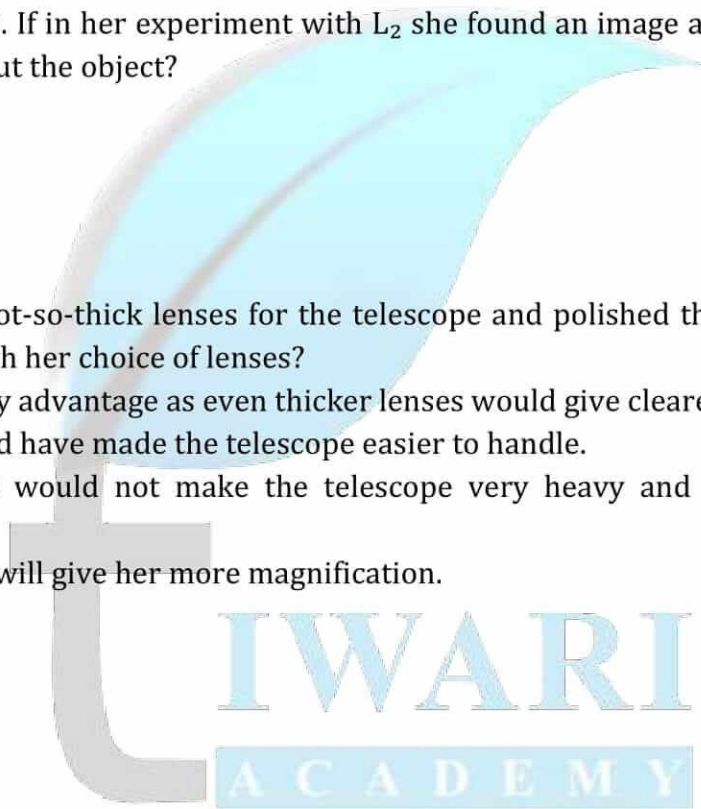 . If in her experiment with L₂ she found an image a
ut the object?
ot-so-thick lenses for the telescope and polished th
h her choice of lenses?
y advantage as even thicker lenses would give cleare
d have made the telescope easier to handle.
would not make the telescope very heavy and
will give her more magnification.
IWARI
ACADEMY